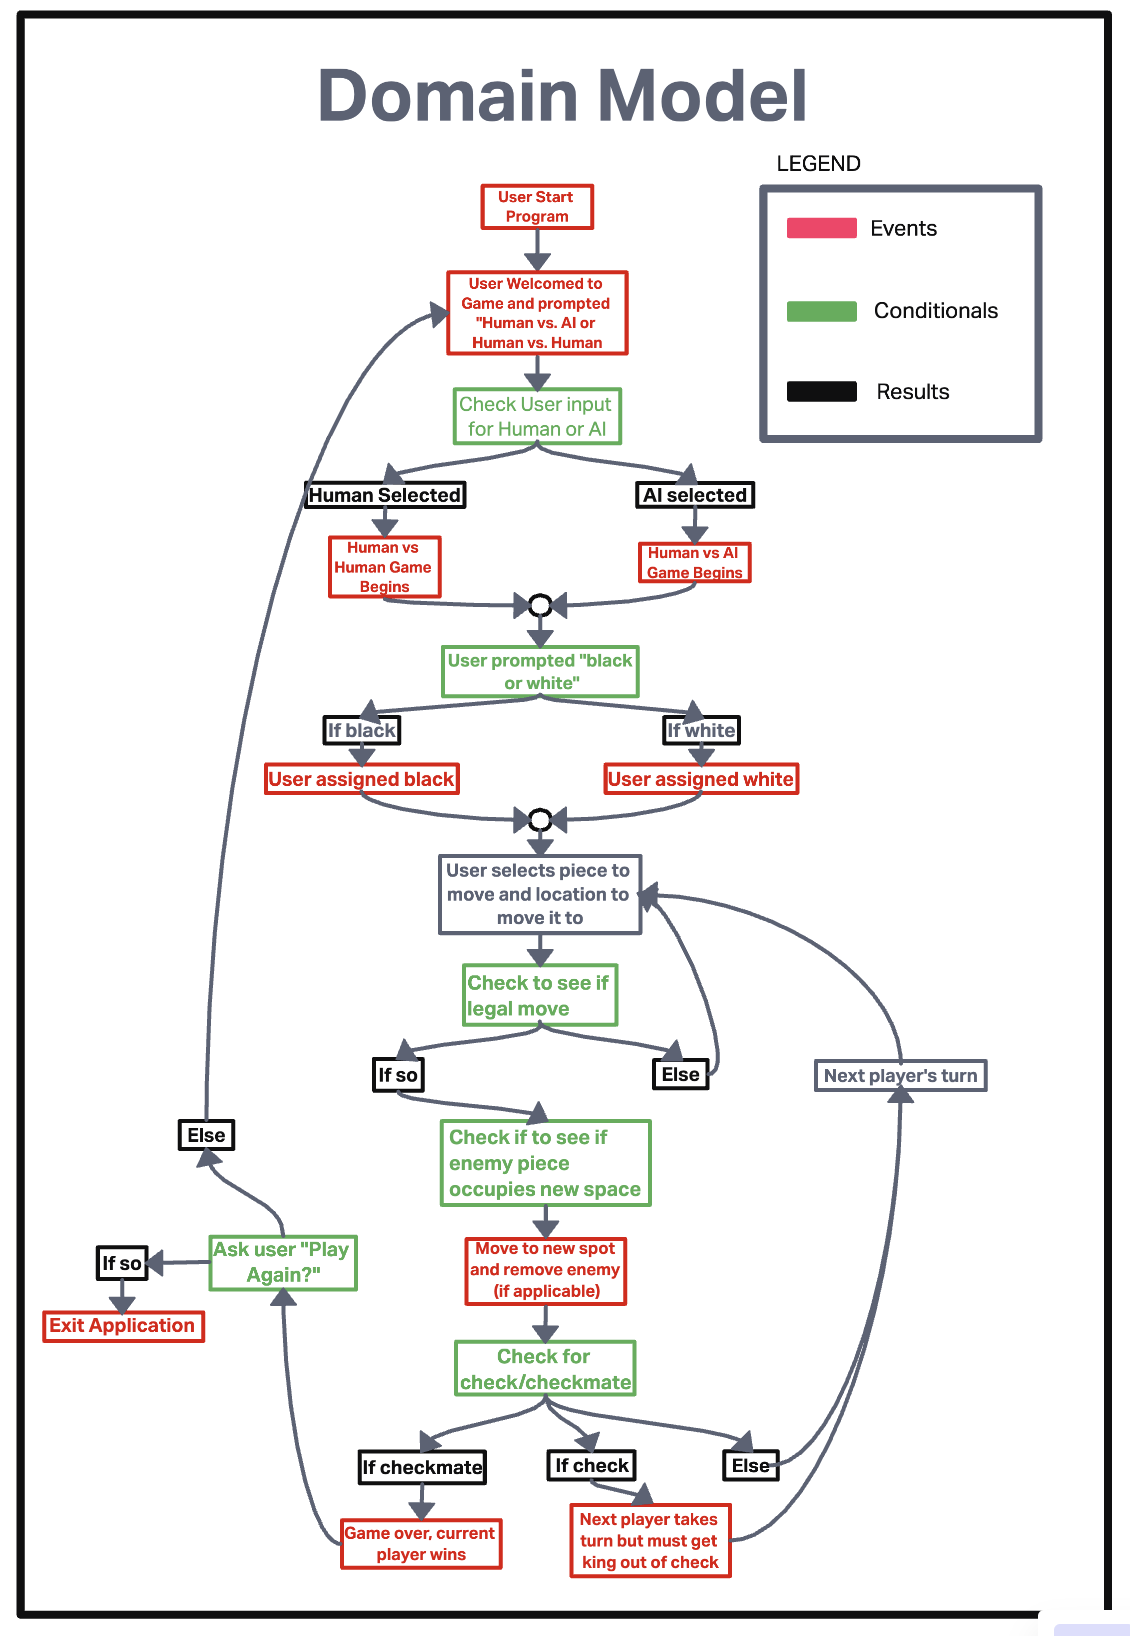 Domain Model
LEGEND
Events
Conditionals
Results
User Start
Program
User Welcomed to
Game and prompted
"Human vs. AI or
Human vs. Human
Check User input
for Human or AI
Human Selected
AI selected
Human vs
Human Game
Begins
Human vs AI
Game Begins
User prompted "black
or white"
If black
If white
User assigned black
User assigned white
User selects piece to
move and location to
move it to
Check to see if
legal move
If so
Else
Next player's turn
Check if to see if
enemy piece
occupies new space
Else
Ask user "Play
Again?"
If so
Exit Application
Move to new spot
and remove enemy
(if applicable)
Check for
check/checkmate
If checkmate
If check
Else
Game over, current
player wins
Next player takes
turn but must get
king out of check